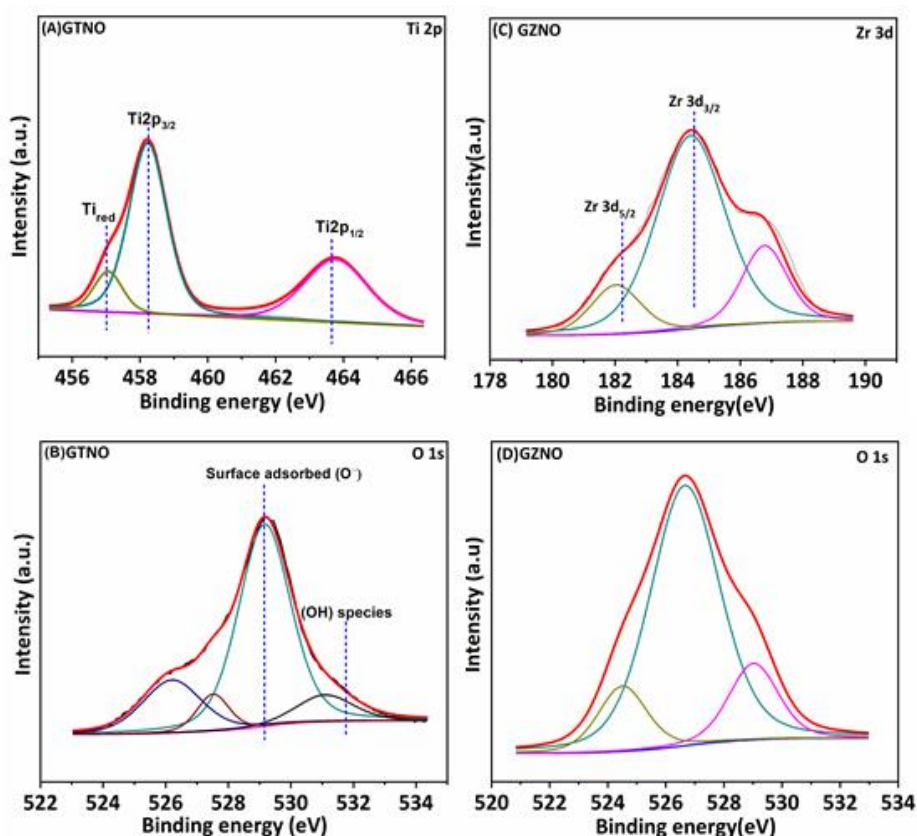 (A)GTNO
Ti 2p
Ti2p3/2
Tired
Ti2p1/2
Intensity (a.u.)
456 458 460 462 464 466
Binding energy (eV)
(C) GZNO
Zr 3d
Zr 3d3/2
Zr 3d5/2
Intensity(a.u)
178 180 182 184 186 188 190
Binding energy(eV)
(B)GTNO
O 1s
Surface adsorbed (O⁻)
(OH) species
Intensity (a.u.)
522 524 526 528 530 532 534
Binding energy (eV)
(D)GZNO
O 1s
Intensity (a.u)
520 522 524 526 528 530 532 534
Binding energy (eV)